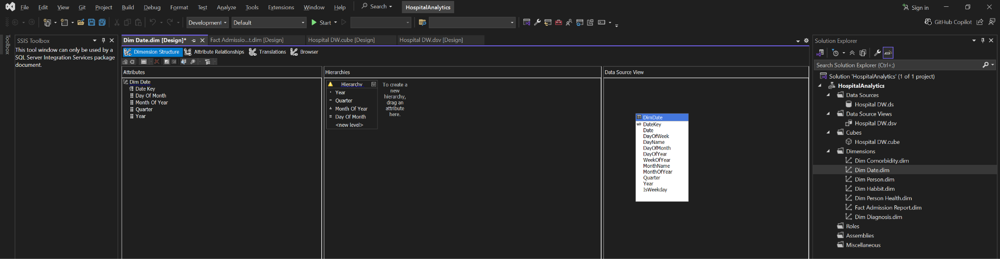 File Edit View Git Project Build Debug Format Test Analyze Tools Extensions Window Help Search HospitalAnalytics Sign in
Development Default Start GitHub Copilot
Toolbox
SSIS Toolbox
This tool window can only be used by a
SQL Server Integration Services package
document.
Dim Date.dim [Design]* Fact Admissio...t.dim [Design] Hospital DW.cube [Design] Hospital DW.dsv [Design]
Dimension Structure Attribute Relationships Translations Browser
Attributes
Dim Date
Date Key
Day Of Month
Month Of Year
Quarter
Year
Hierarchies
Hierarchy
Year
Quarter
Month Of Year
Day Of Month
<new level>
To create a
new
hierarchy,
drag an
attribute
here.
Data Source View
DimDate
DateKey
Date
DayOfWeek
DayName
DayOfMonth
DayOfYear
WeekOfYear
MonthName
MonthOfYear
Quarter
Year
IsWeekday
Solution Explorer
Search Solution Explorer (Ctrl+;)
Solution 'HospitalAnalytics' (1 of 1 project)
HospitalAnalytics
Data Sources
Hospital DW.ds
Data Source Views
Hospital DW.dsv
Cubes
Hospital DW.cube
Dimensions
Dim Comorbidity.dim
Dim Date.dim
Dim Person.dim
Dim Habbit.dim
Dim Person Health.dim
Fact Admission Report.dim
Dim Diagnosis.dim
Roles
Assemblies
Miscellaneous